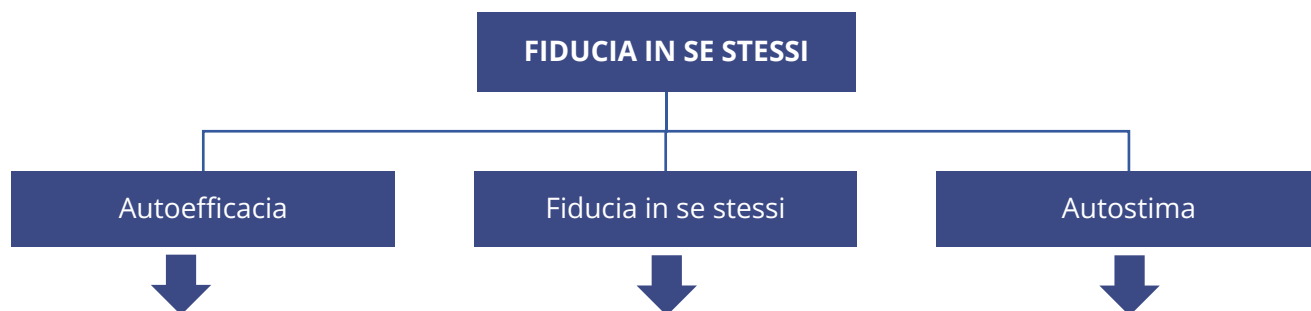 FIDUCIA IN SE STESSI
Autoefficacia
Fiducia in se stessi
Autostima